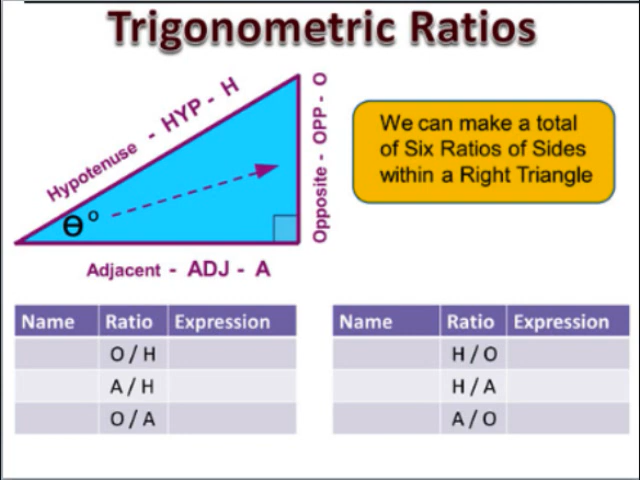 Trigonometric Ratios
Hypotenuse - HYP - H
Opposite - OPP - O
We can make a total
of Six Ratios of Sides
within a Right Triangle
Θ°
Adjacent - ADJ - A
Name Ratio Expression
O / H
A / H
O / A
Name Ratio Expression
H / O
H / A
A / O